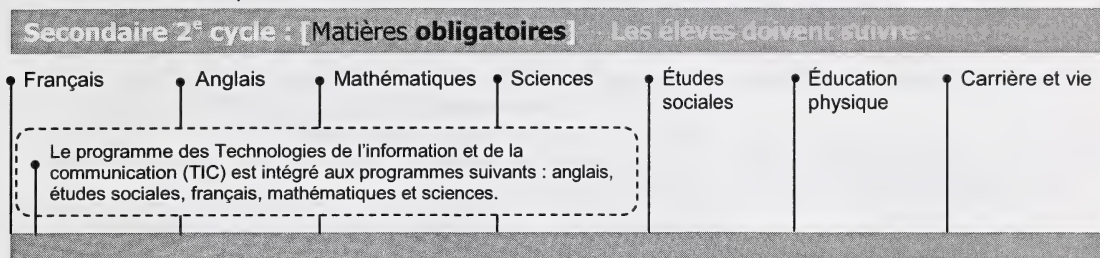 Secondaire 2e cycle : [Matières obligatoires] Les élèves doivent suivre :
Français
Anglais
Mathématiques
Sciences
Études
sociales
Éducation
physique
Carrière et vie
Le programme des Technologies de l'information et de la
communication (TIC) est intégré aux programmes suivants : anglais,
études sociales, français, mathématiques et sciences.